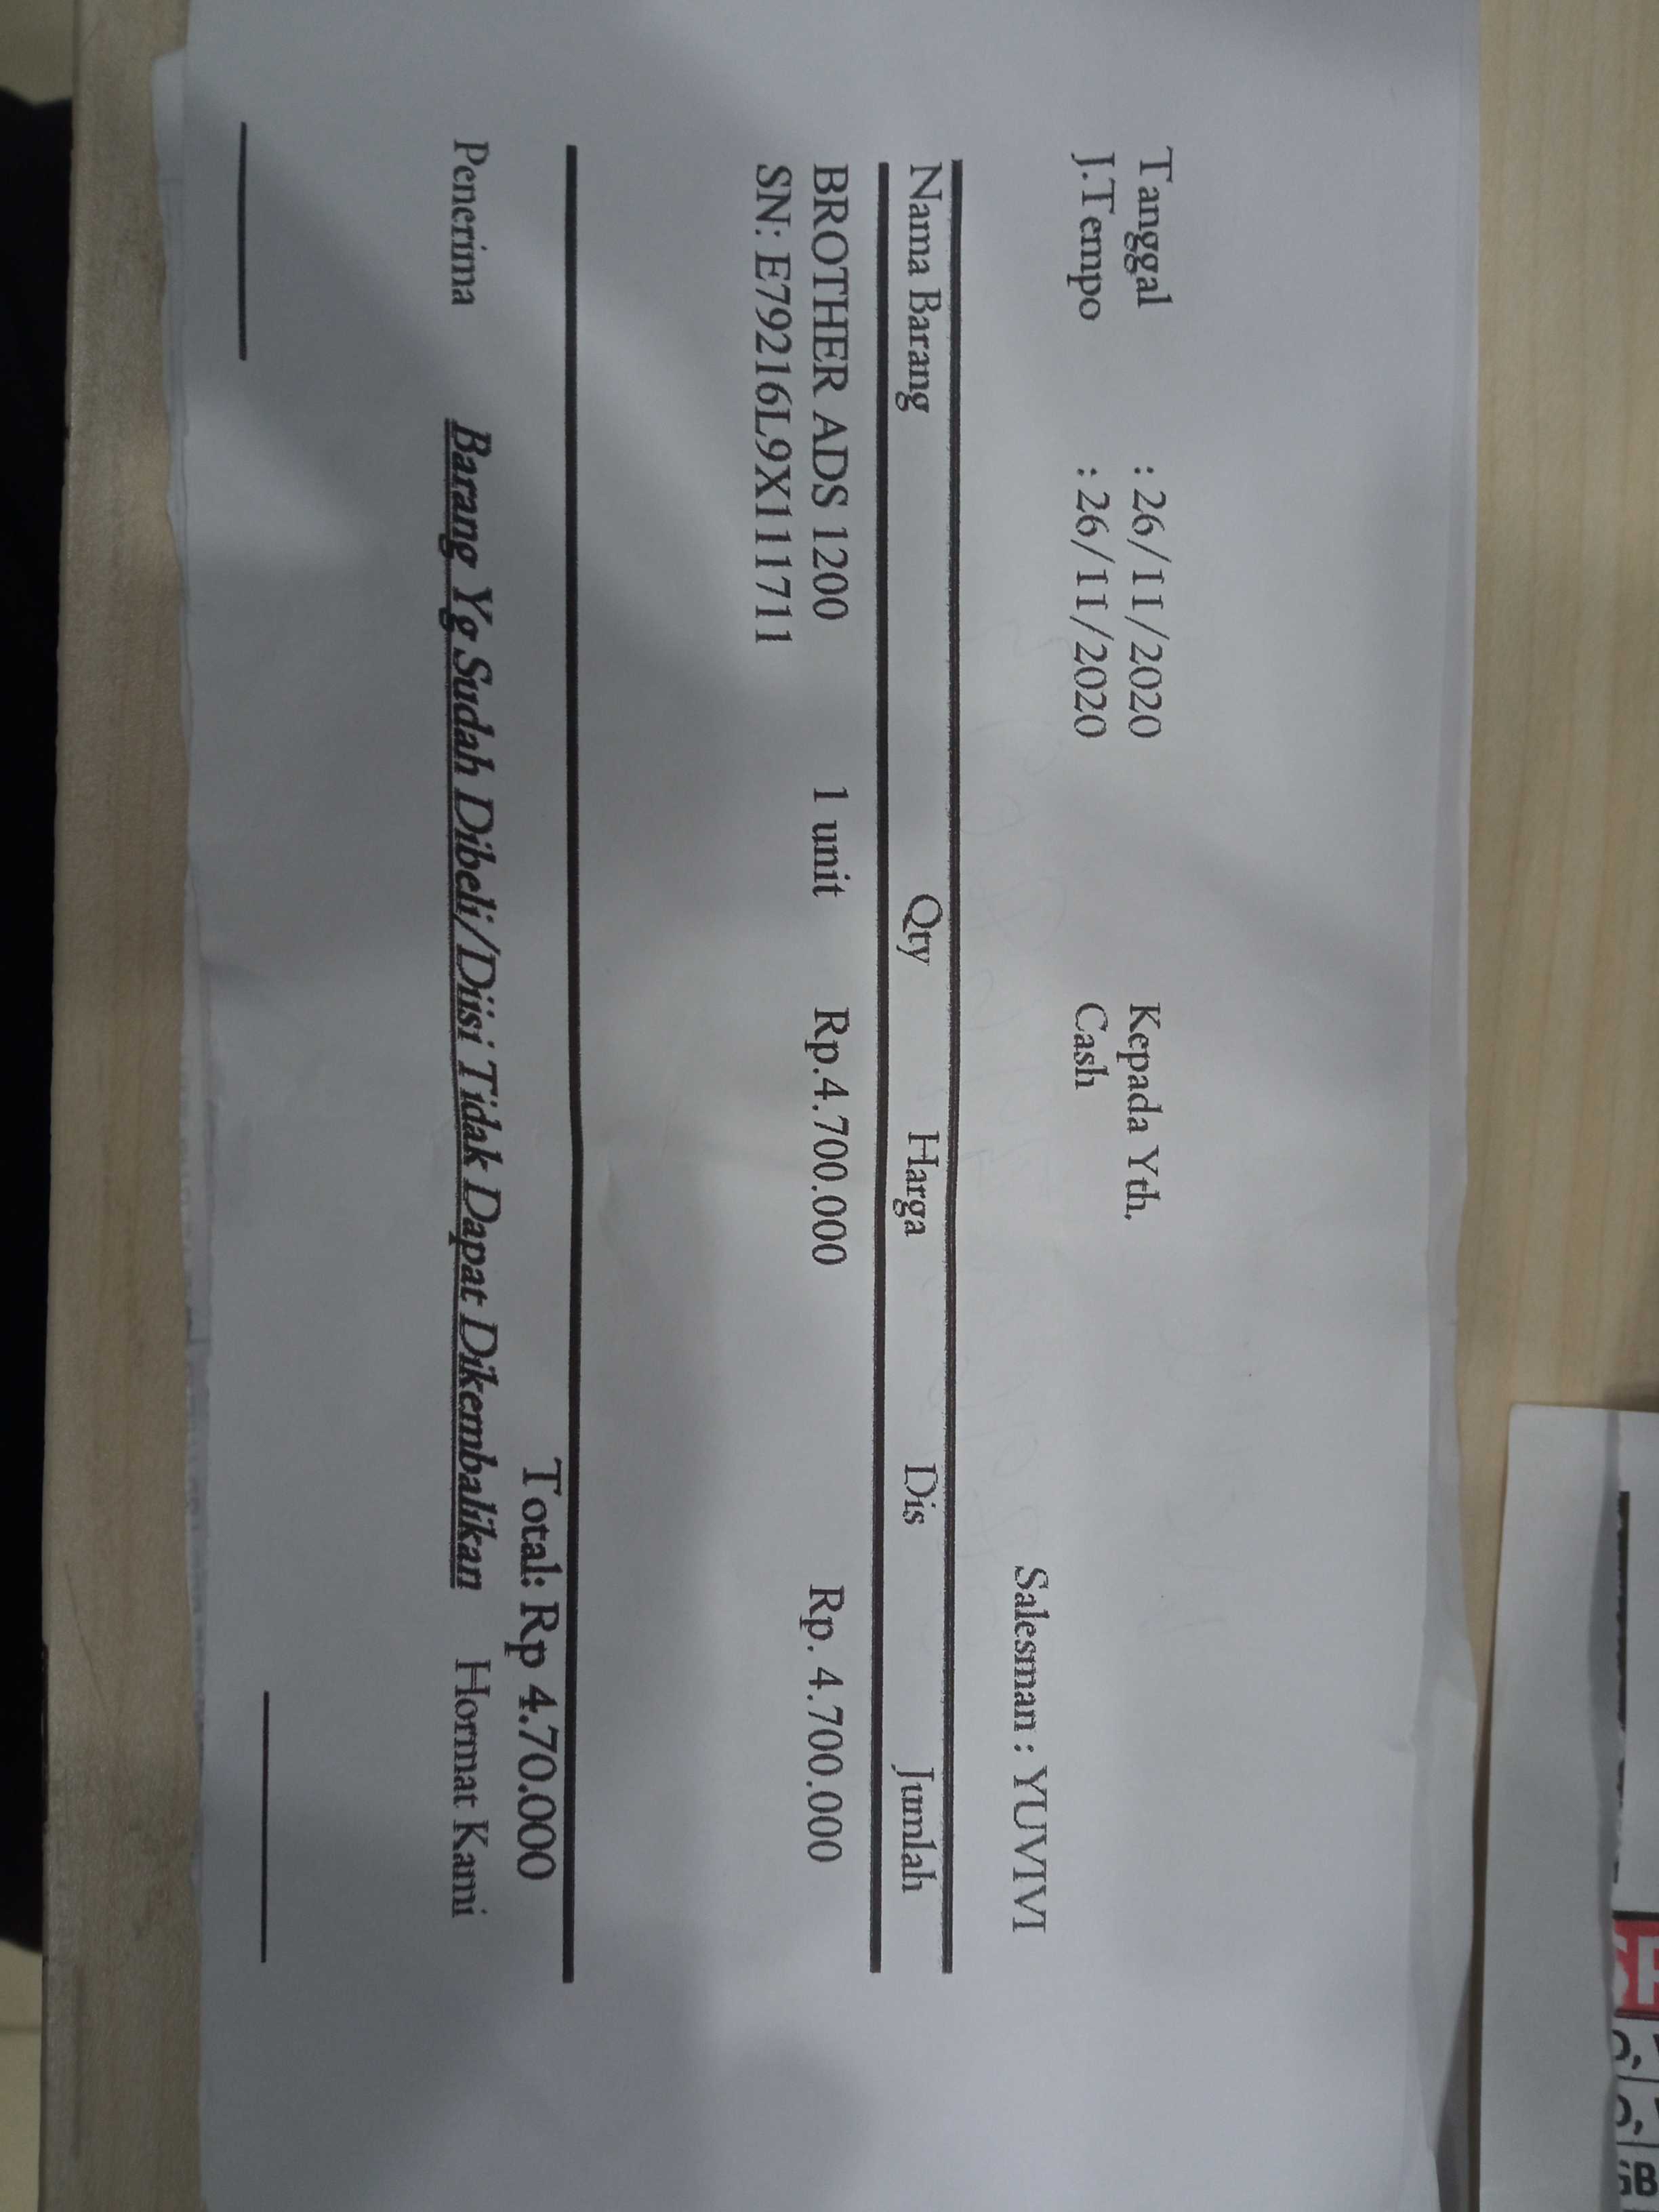 Tanggal : 26/11/2020 Kepada Yth,
J.Tempo : 26/11/2020 Cash
Salesman : YUVIVI
Nama Barang Qty Harga Dis Jumlah
BROTHER ADS 1200 1 unit Rp.4.700.000 Rp. 4.700.000
SN: E79216L9X111711
Total: Rp 4.70.000
Penerima Barang Yg Sudah Dibeli/Diisi Tidak Dapat Dikembalikan Hormat Kami